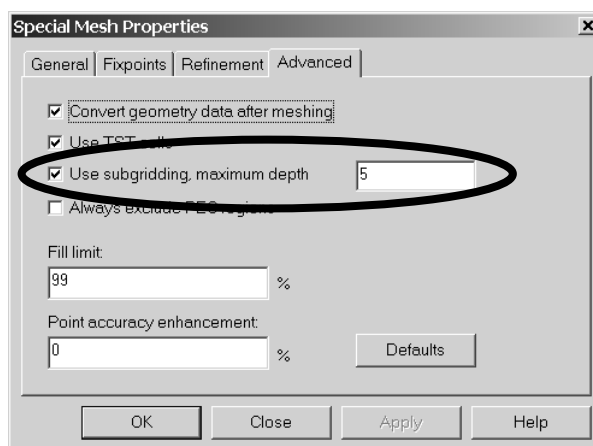 Special Mesh Properties
General Fixpoints Refinement Advanced
Convert geometry data after meshing
Use TST cells
Use subgridding, maximum depth 5
Always exclude PEC regions
Fill limit:
99 %
Point accuracy enhancement:
0 %
Defaults
OK Close Apply Help